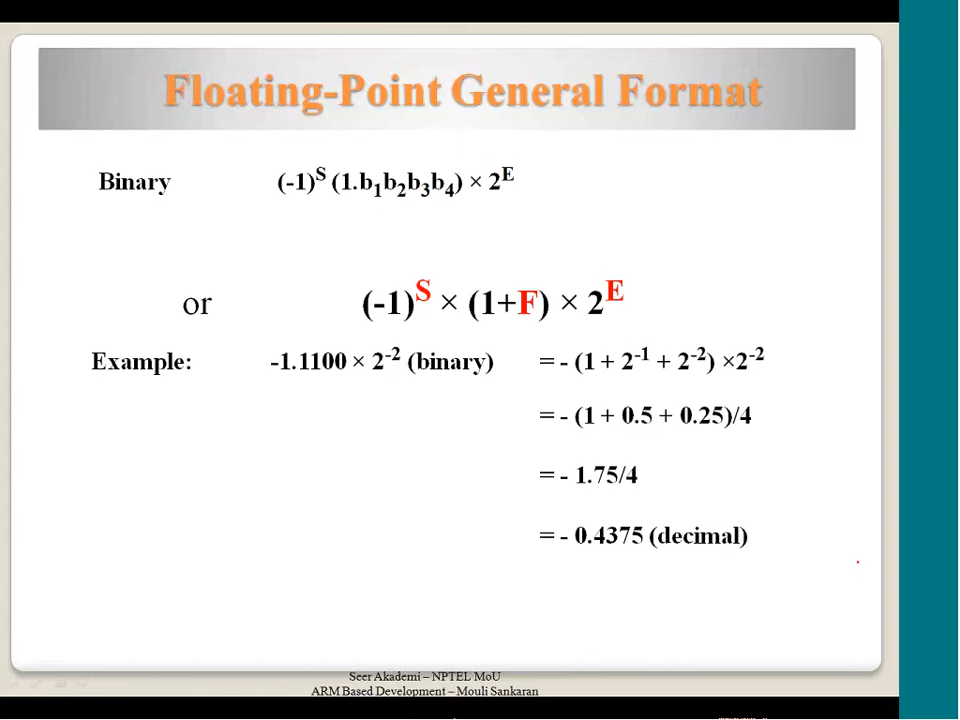 Floating-Point General Format
Binary (-1)^S (1.b₁b₂b₃b₄) × 2^E
or (-1)^S × (1+F) × 2^E
Example: -1.1100 × 2^-2 (binary) = - (1 + 2^-1 + 2^-2) ×2^-2
= - (1 + 0.5 + 0.25)/4
= - 1.75/4
= - 0.4375 (decimal)
Seer Akademi – NPTEL MoU
ARM Based Development – Mouli Sankaran